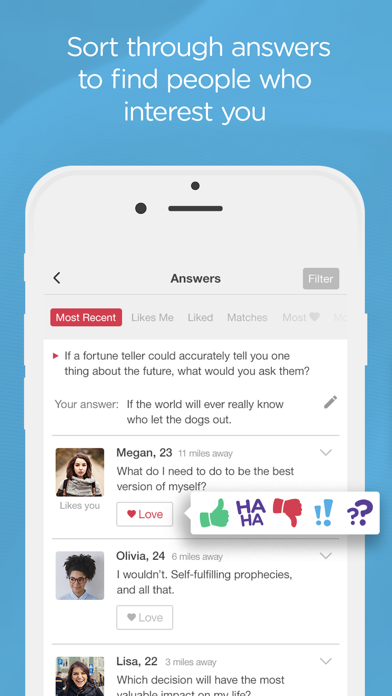 Sort through answers
to find people who
interest you
Answers
Filter
Most Recent Likes Me Liked Matches Most
If a fortune teller could accurately tell you one
thing about the future, what would you ask them?
Your answer: If the world will ever really know
who let the dogs out.
Megan, 23 11 miles away
What do I need to do to be the best
version of myself?
Likes you
Love
HA
HA
!!
??
Olivia, 24 6 miles away
I wouldn't. Self-fulfilling prophecies,
and all that.
Love
Lisa, 22 3 miles away
Which decision will have the most
valuable impact on my life?